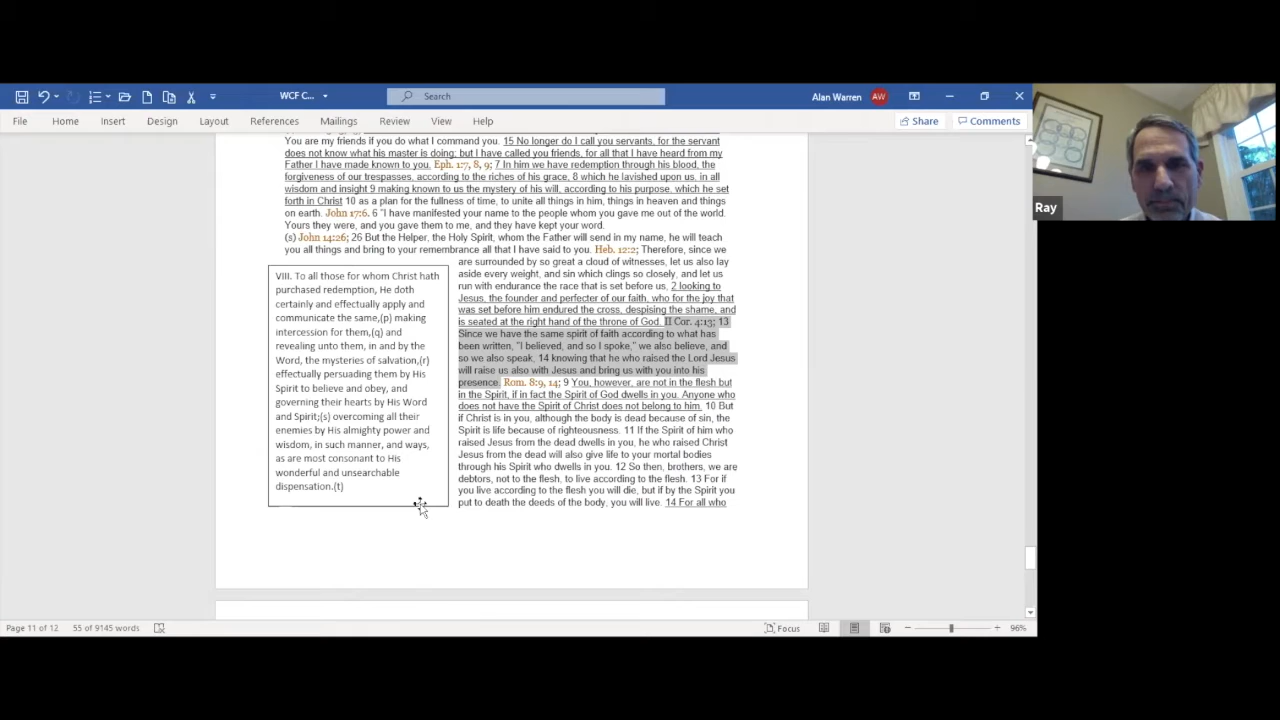 WCF C...
Search
Alan Warren
AW
File
Home
Insert
Design
Layout
References
Mailings
Review
View
Help
Share
Comments
You are my friends if you do what I command you. 15 No longer do I call you servants, for the servant
does not know what his master is doing; but I have called you friends, for all that I have heard from my
Father I have made known to you. Eph. 1:7, 8, 9; 7 In him we have redemption through his blood, the
forgiveness of our trespasses, according to the riches of his grace, 8 which he lavished upon us, in all
wisdom and insight 9 making known to us the mystery of his will, according to his purpose, which he set
forth in Christ 10 as a plan for the fullness of time, to unite all things in him, things in heaven and things
on earth. John 17:6. 6 "I have manifested your name to the people whom you gave me out of the world.
Yours they were, and you gave them to me, and they have kept your word.
(s) John 14:26; 26 But the Helper, the Holy Spirit, whom the Father will send in my name, he will teach
you all things and bring to your remembrance all that I have said to you. Heb. 12:2; Therefore, since we
are surrounded by so great a cloud of witnesses, let us also lay
aside every weight, and sin which clings so closely, and let us
run with endurance the race that is set before us, 2 looking to
Jesus, the founder and perfecter of our faith, who for the joy that
was set before him endured the cross, despising the shame, and
is seated at the right hand of the throne of God. II Cor. 4:13; 13
Since we have the same spirit of faith according to what has
been written, "I believed, and so I spoke," we also believe, and
so we also speak, 14 knowing that he who raised the Lord Jesus
will raise us also with Jesus and bring us with you into his
presence. Rom. 8:9, 14; 9 You, however, are not in the flesh but
in the Spirit, if in fact the Spirit of God dwells in you. Anyone who
does not have the Spirit of Christ does not belong to him. 10 But
if Christ is in you, although the body is dead because of sin, the
Spirit is life because of righteousness. 11 If the Spirit of him who
raised Jesus from the dead dwells in you, he who raised Christ
Jesus from the dead will also give life to your mortal bodies
through his Spirit who dwells in you. 12 So then, brothers, we are
debtors, not to the flesh, to live according to the flesh. 13 For if
you live according to the flesh you will die, but if by the Spirit you
put to death the deeds of the body, you will live. 14 For all who
VIII. To all those for whom Christ hath
purchased redemption, He doth
certainly and effectually apply and
communicate the same,(p) making
intercession for them,(q) and
revealing unto them, in and by the
Word, the mysteries of salvation,(r)
effectually persuading them by His
Spirit to believe and obey, and
governing their hearts by His Word
and Spirit;(s) overcoming all their
enemies by His almighty power and
wisdom, in such manner, and ways,
as are most consonant to His
wonderful and unsearchable
dispensation.(t)
Page 11 of 12
55 of 9145 words
Focus
96%
Ray